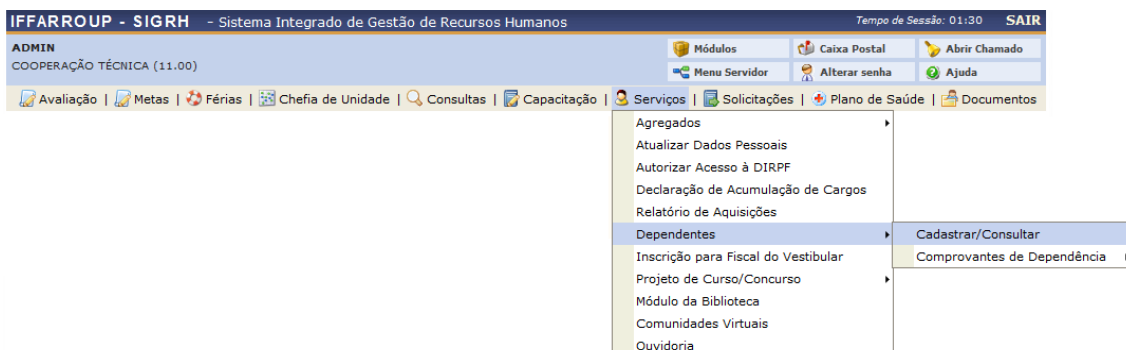 IFFARROUP - SIGRH - Sistema Integrado de Gestão de Recursos Humanos Tempo de Sessão: 01:30 SAIR
ADMIN
COOPERAÇÃO TÉCNICA (11.00)
Módulos Caixa Postal Abrir Chamado
Menu Servidor Alterar senha Ajuda
Avaliação | Metas | Férias | Chefia de Unidade | Consultas | Capacitação | Serviços | Solicitações | Plano de Saúde | Documentos
Agregados
Atualizar Dados Pessoais
Autorizar Acesso à DIRPF
Declaração de Acumulação de Cargos
Relatório de Aquisições
Dependentes
Cadastrar/Consultar
Comprovantes de Dependência
Inscrição para Fiscal do Vestibular
Projeto de Curso/Concurso
Módulo da Biblioteca
Comunidades Virtuais
Ouvidoria